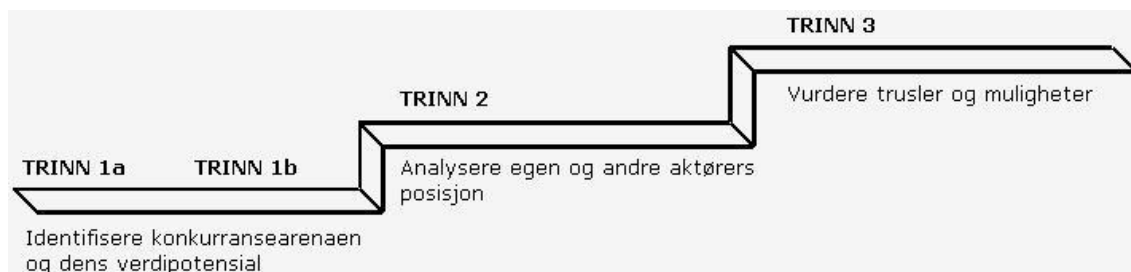 TRINN 1a TRINN 1b
Identifisere konkurransearenaen
og dens verdipotensial
TRINN 2
Analysere egen og andre aktørers
posisjon
TRINN 3
Vurdere trusler og muligheter